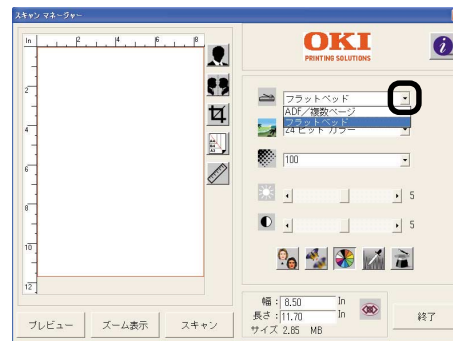 スキャン マネージャー
In 2 4 6 8
2
4
6
8
10
12
OKI
PRINTING SOLUTIONS
i
フラットベッド
ADF／複数ページ
フラットベッド
24 ビット カラー
100
5
5
幅： 8.50 In
長さ： 11.70 In
サイズ 2.85 MB
プレビュー
ズーム表示
スキャン
終了